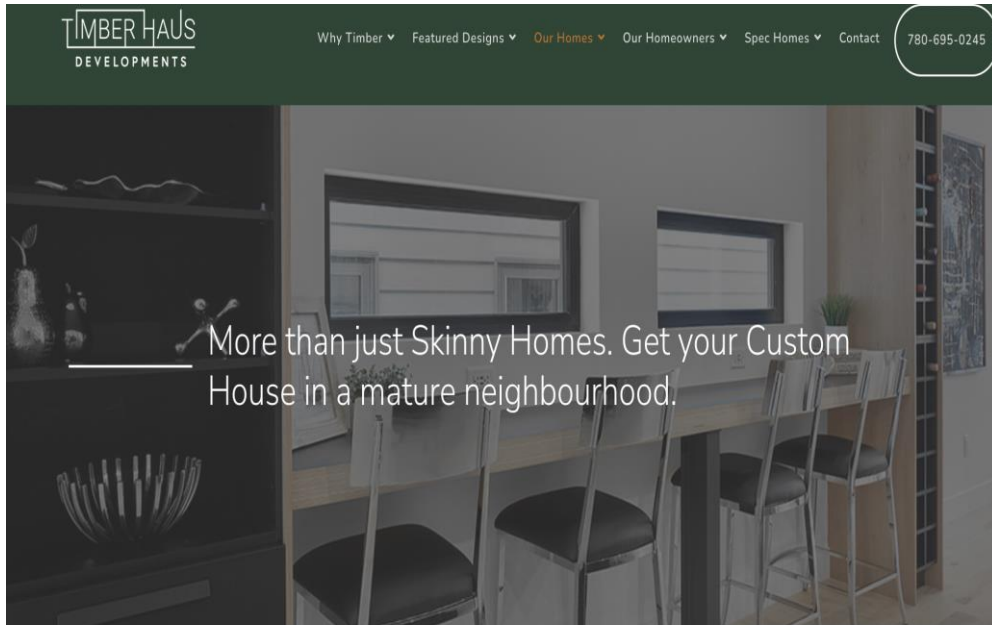 TIMBER HAUS
DEVELOPMENTS
Why Timber
Featured Designs
Our Homes
Our Homeowners
Spec Homes
Contact
780-695-0245
More than just Skinny Homes. Get your Custom
House in a mature neighbourhood.